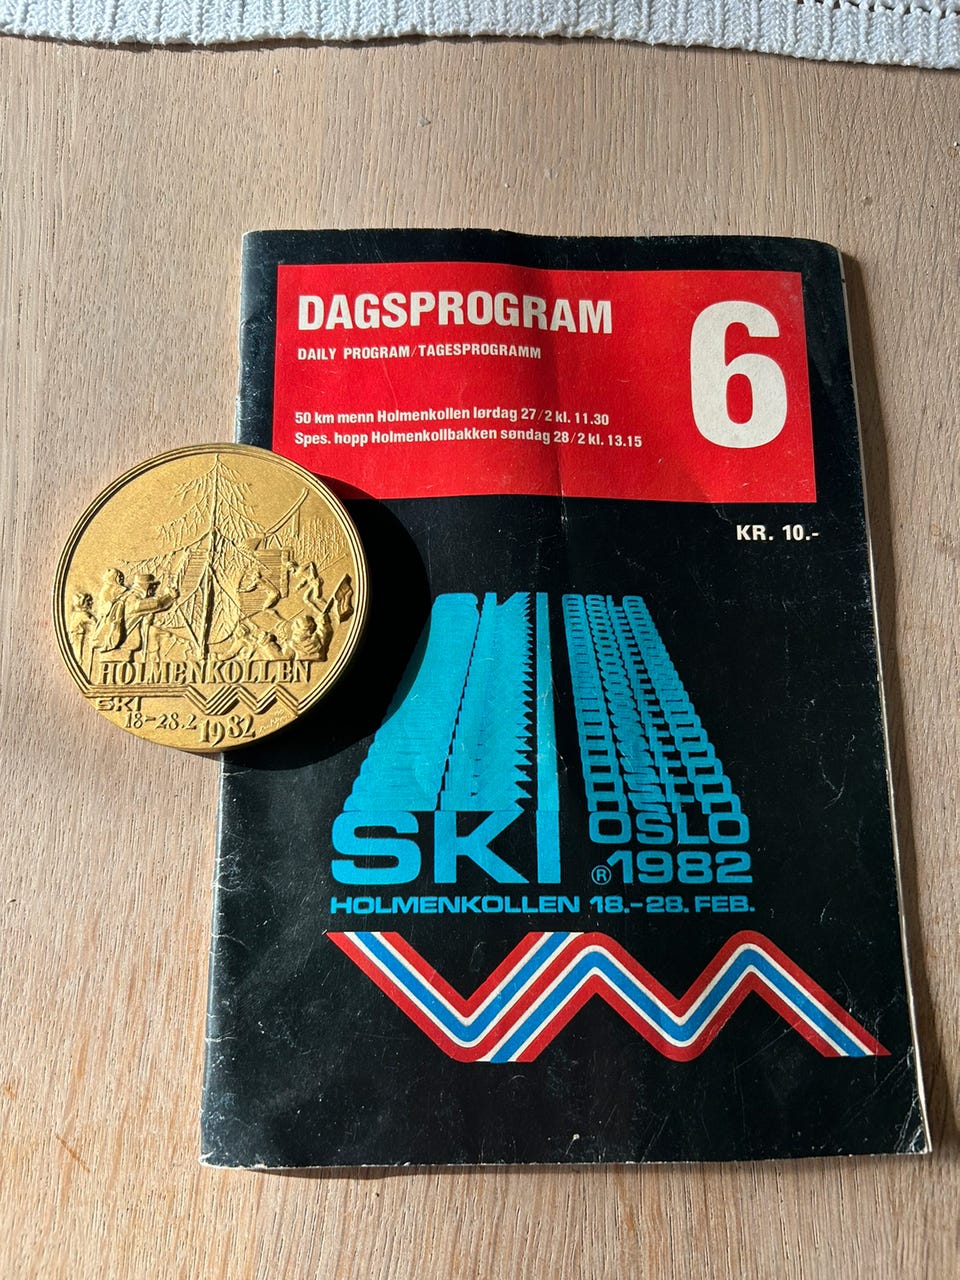 DAGSPROGRAM
6
DAILY PROGRAM/TAGESPROGRAMM
50 km menn Holmenkollen lørdag 27/2 kl. 11.30
Spes. hopp Holmenkollbakken søndag 28/2 kl. 13.15
KR. 10.-
SKI OSLO
® 1982
HOLMENKOLLEN 18.-28. FEB.
VM
HOLMENKOLLEN
SKI VM
18-28.2 1982